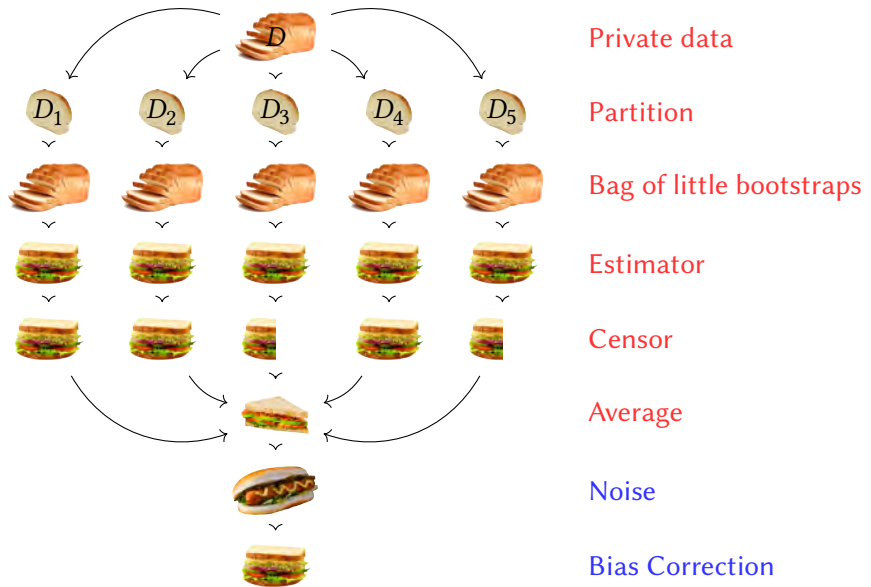 D Private data
D₁ D₂ D₃ D₄ D₅ Partition
Bag of little bootstraps
Estimator
Censor
Average
Noise
Bias Correction